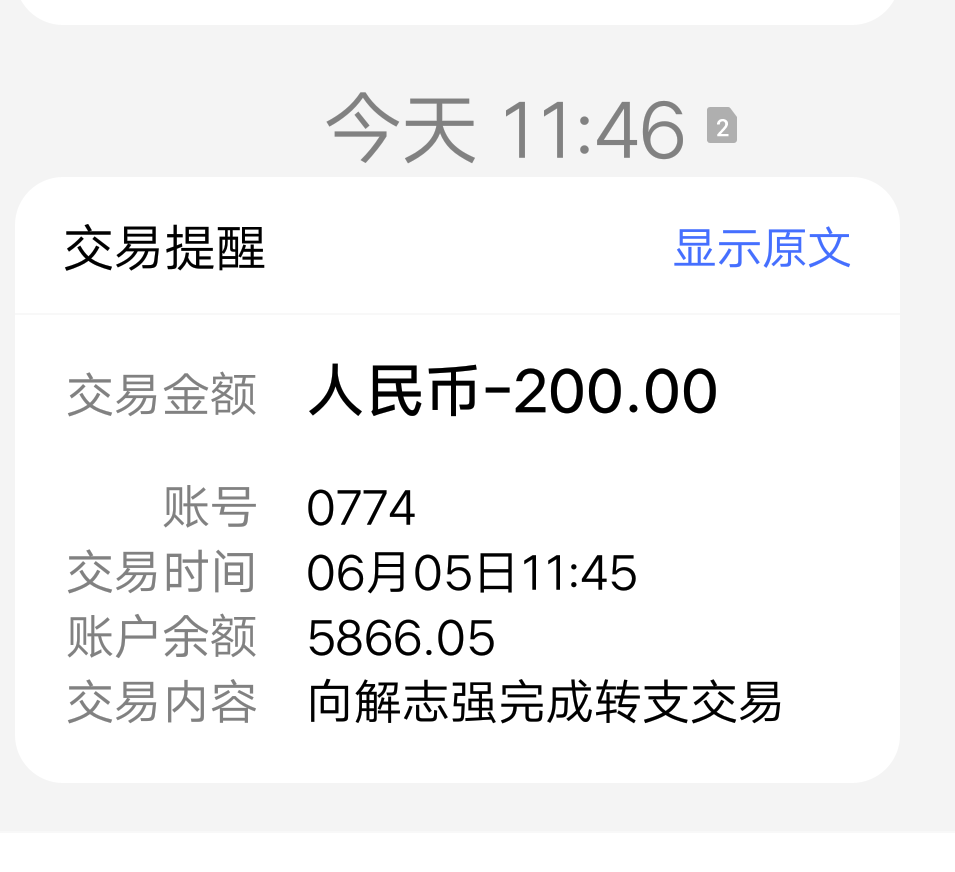 今天 11:46 2
交易提醒 显示原文
交易金额 人民币-200.00
账号 0774
交易时间 06月05日11:45
账户余额 5866.05
交易内容 向解志强完成转支交易